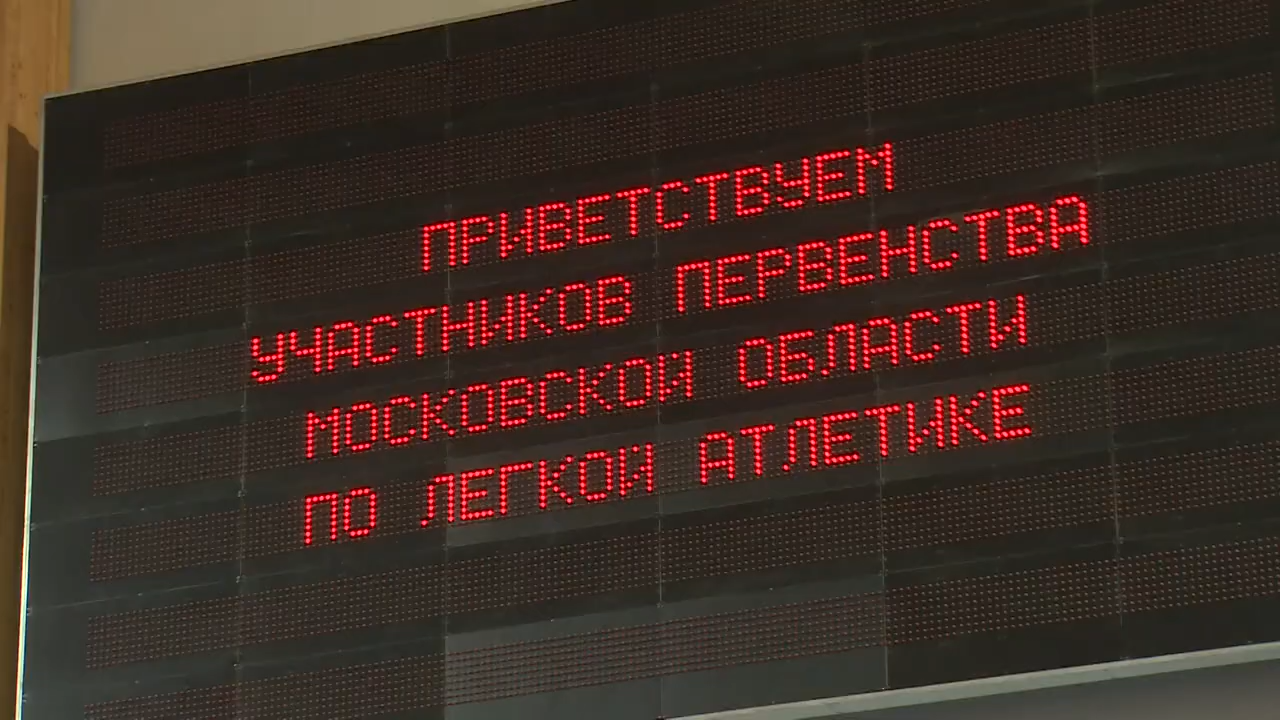 ПРИВЕТСТВУЕМ
УЧАСТНИКОВ ПЕРВЕНСТВА
МОСКОВСКОЙ ОБЛАСТИ
ПО ЛЕГКОЙ АТЛЕТИКЕ